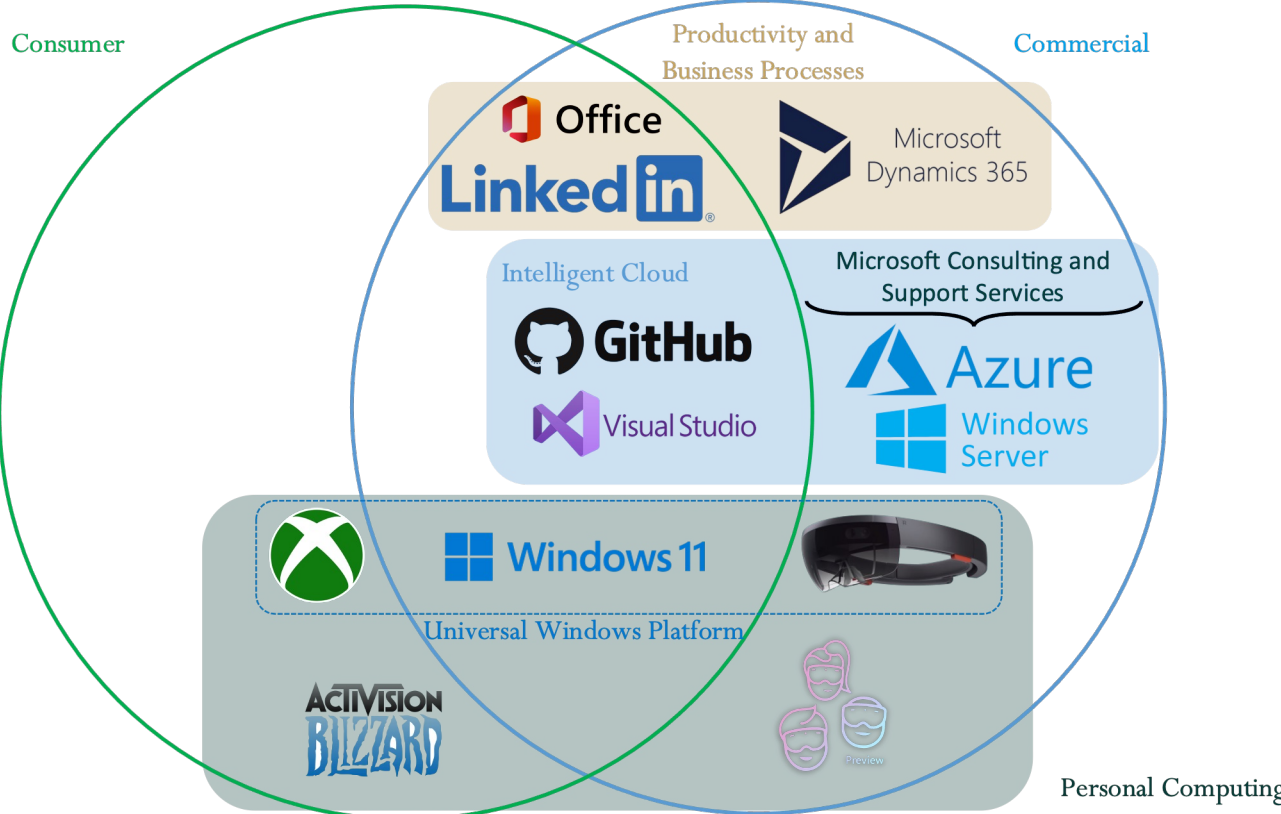 Consumer
Productivity and
Business Processes
Commercial
Office
LinkedIn®
Microsoft
Dynamics 365
Intelligent Cloud
Microsoft Consulting and
Support Services
GitHub
Azure
Visual Studio
Windows
Server
Windows 11
Universal Windows Platform
ACTIVISION
BLIZZARD
Preview
Personal Computing